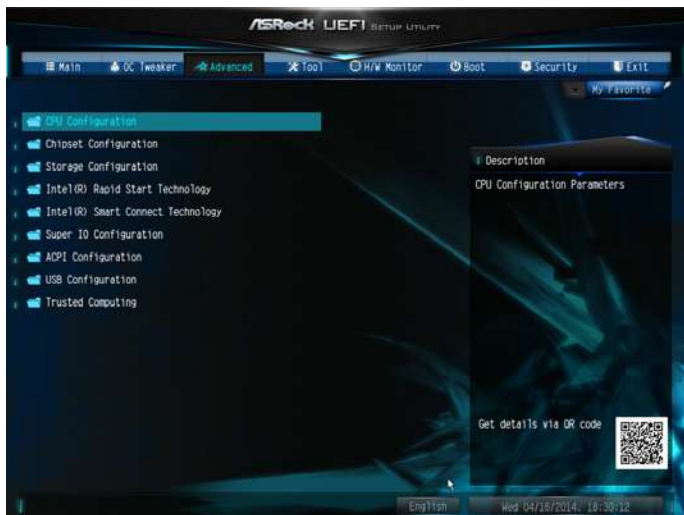 ASRock UEFI SETUP UTILITY
Main OC Tweaker Advanced Tool H/W Monitor Boot Security Exit
My Favorite
CPU Configuration
Chipset Configuration
Storage Configuration
Intel(R) Rapid Start Technology
Intel(R) Smart Connect Technology
Super IO Configuration
ACPI Configuration
USB Configuration
Trusted Computing
Description
CPU Configuration Parameters
Get details via QR code
English
Wed 04/16/2014, 18:30:12